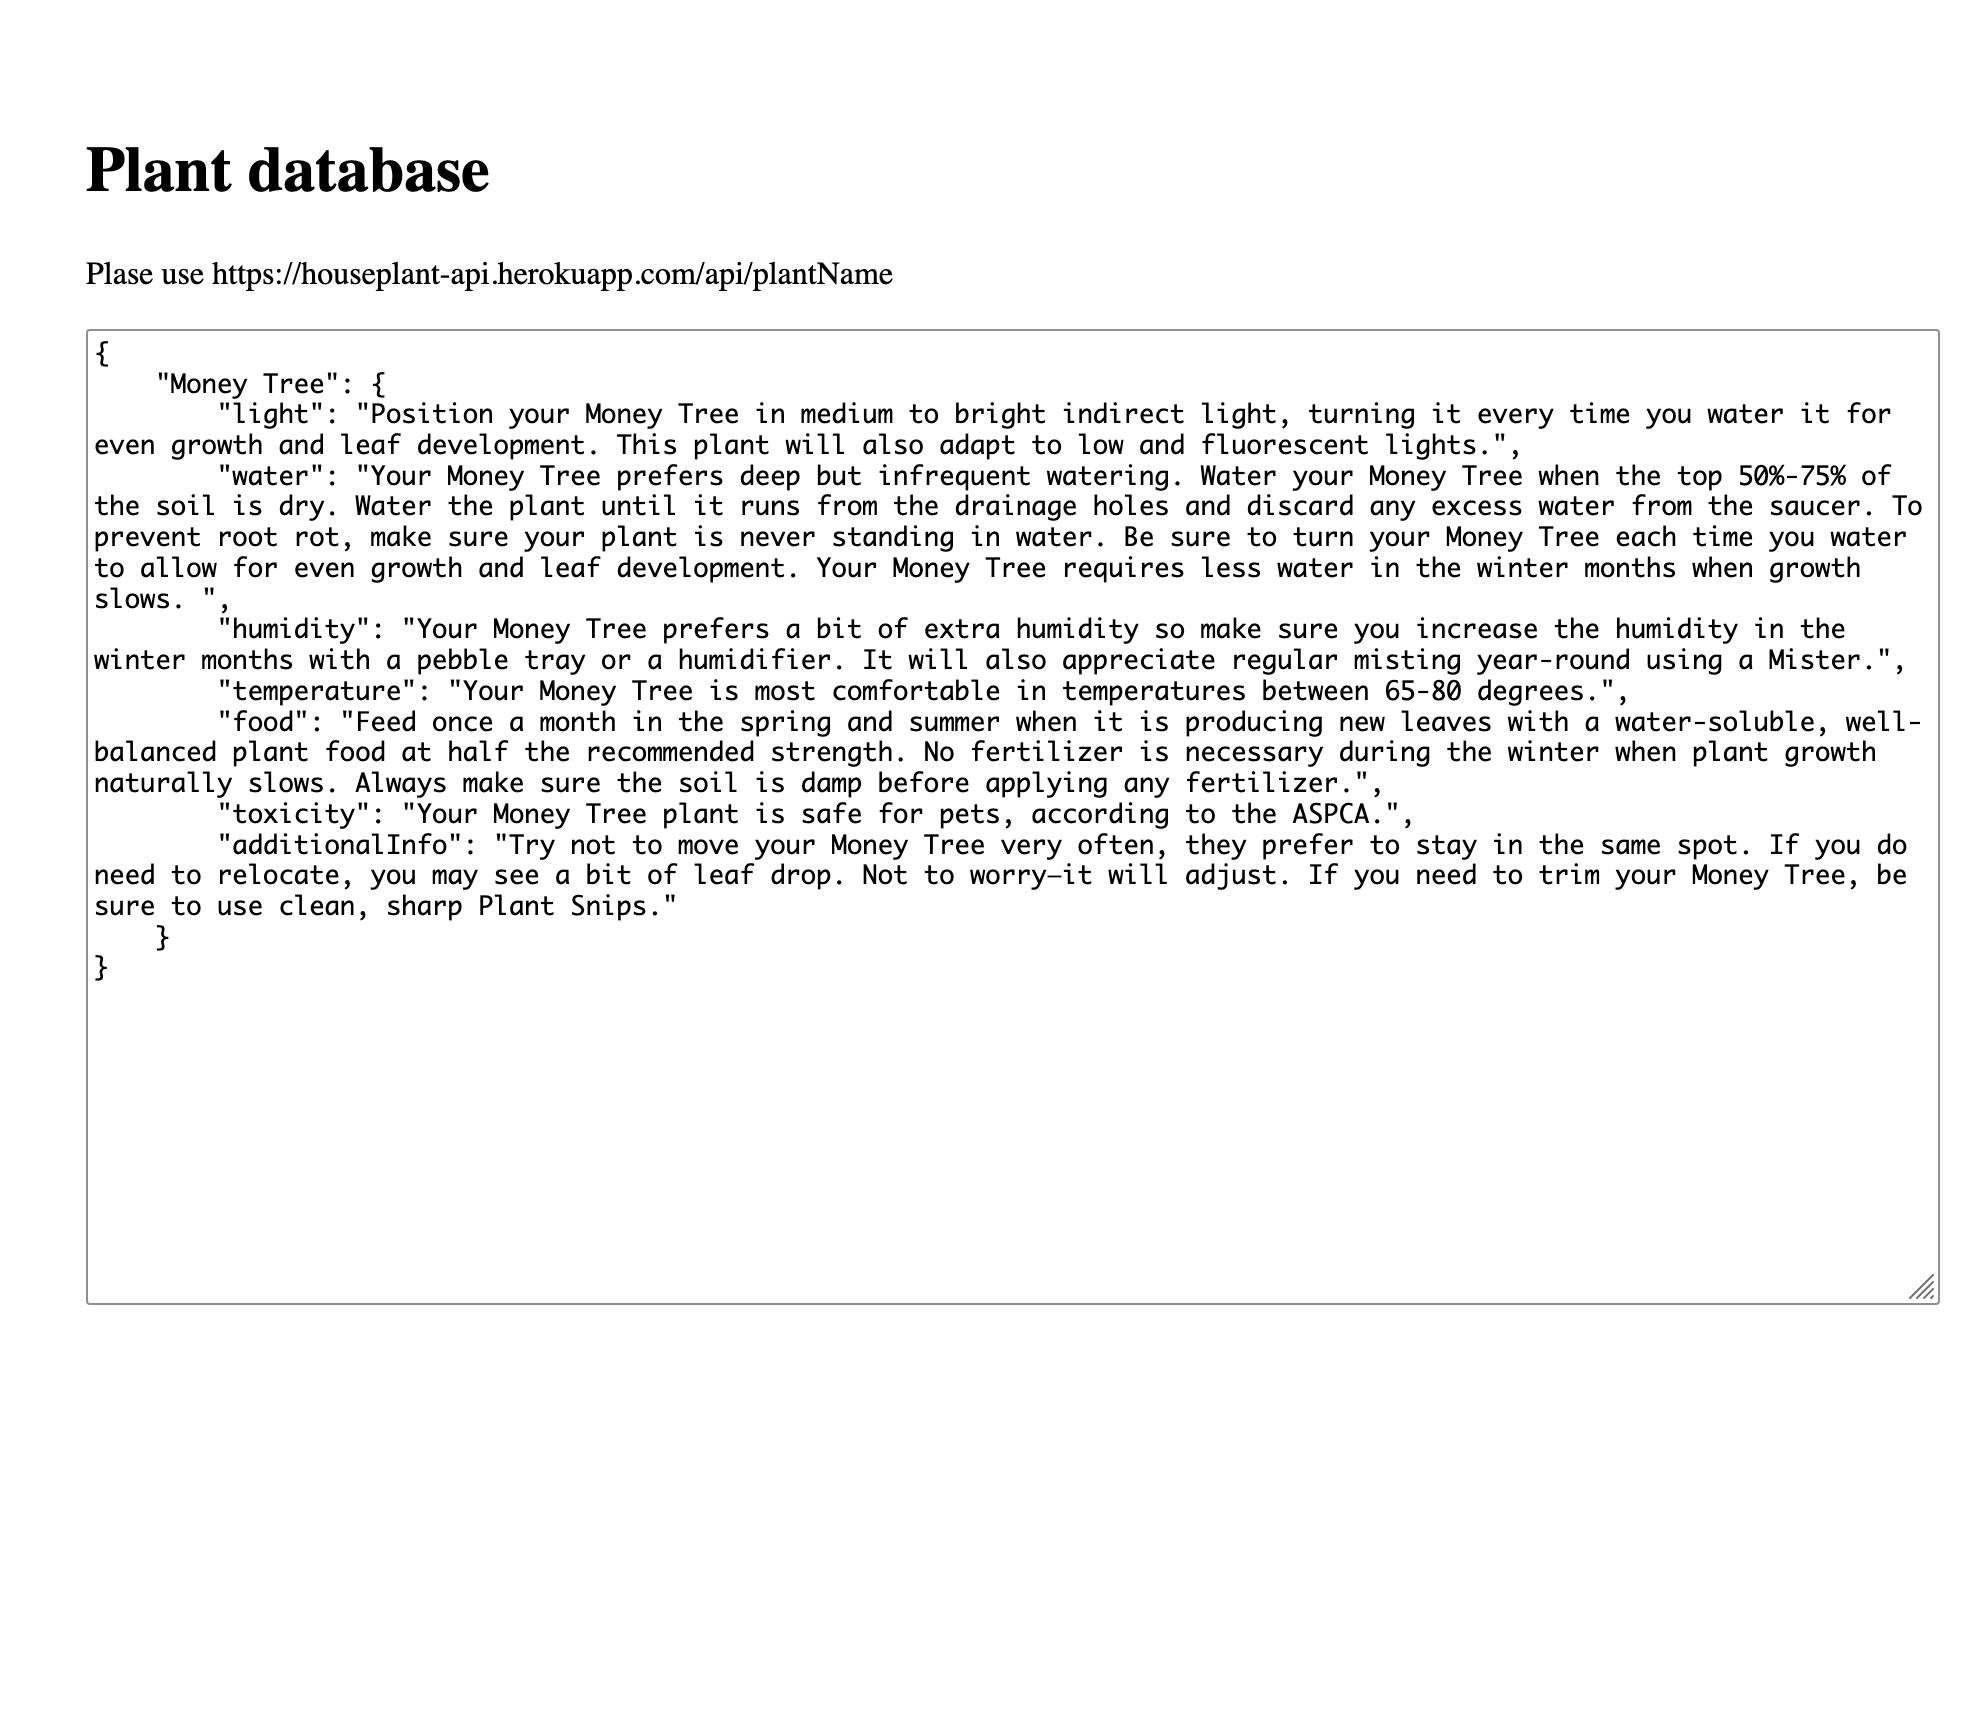 Plant database
Plase use https://houseplant-api.herokuapp.com/api/plantName
{
    "Money Tree": {
        "light": "Position your Money Tree in medium to bright indirect light, turning it every time you water it for
even growth and leaf development. This plant will also adapt to low and fluorescent lights.",
        "water": "Your Money Tree prefers deep but infrequent watering. Water your Money Tree when the top 50%-75% of
the soil is dry. Water the plant until it runs from the drainage holes and discard any excess water from the saucer. To
prevent root rot, make sure your plant is never standing in water. Be sure to turn your Money Tree each time you water
to allow for even growth and leaf development. Your Money Tree requires less water in the winter months when growth
slows. ",
        "humidity": "Your Money Tree prefers a bit of extra humidity so make sure you increase the humidity in the
winter months with a pebble tray or a humidifier. It will also appreciate regular misting year-round using a Mister.",
        "temperature": "Your Money Tree is most comfortable in temperatures between 65-80 degrees.",
        "food": "Feed once a month in the spring and summer when it is producing new leaves with a water-soluble, well-
balanced plant food at half the recommended strength. No fertilizer is necessary during the winter when plant growth
naturally slows. Always make sure the soil is damp before applying any fertilizer.",
        "toxicity": "Your Money Tree plant is safe for pets, according to the ASPCA.",
        "additionalInfo": "Try not to move your Money Tree very often, they prefer to stay in the same spot. If you do
need to relocate, you may see a bit of leaf drop. Not to worry—it will adjust. If you need to trim your Money Tree, be
sure to use clean, sharp Plant Snips."
    }
}